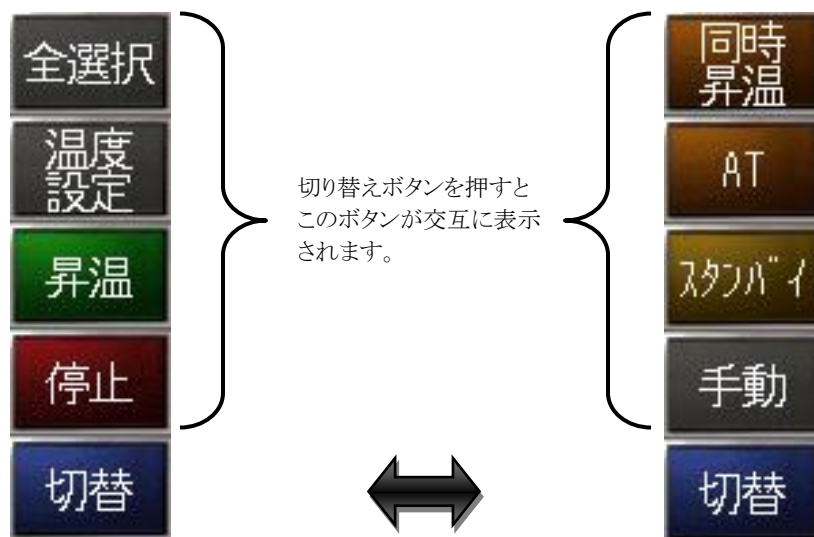 全選択
温度
設定
昇温
停止
切替
切り替えボタンを押すと
このボタンが交互に表示
されます。
同時
昇温
AT
ｽﾀﾝﾊﾞｲ
手動
切替